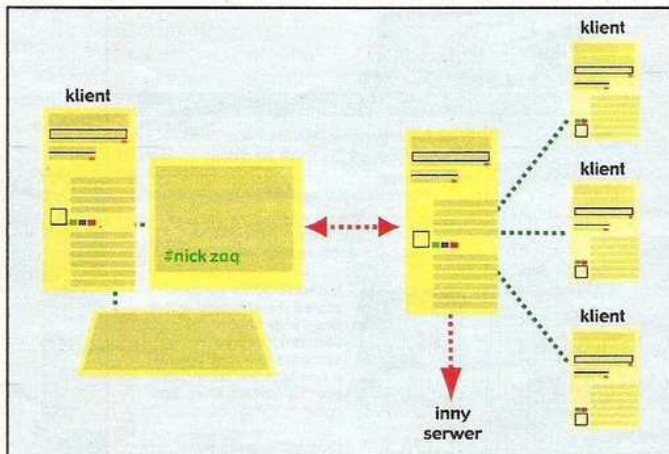 klient
klient
#nick zaq
klient
klient
inny
serwer